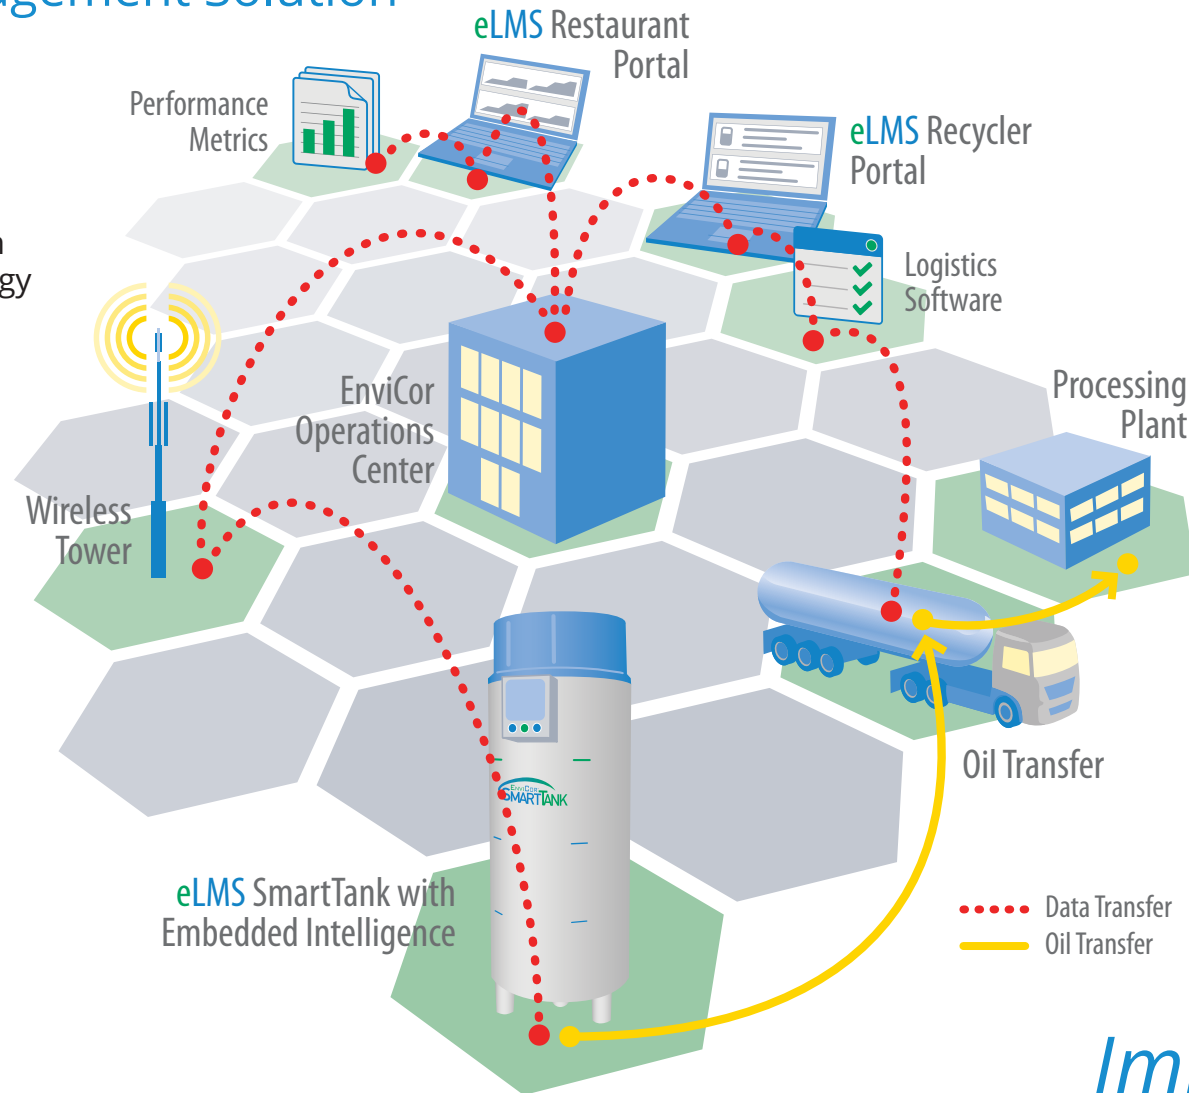 eLMS Restaurant
Portal
Performance
Metrics
eLMS Recycler
Portal
Logistics
Software
EnviCor
Operations
Center
Processing
Plant
Wireless
Tower
Oil Transfer
ENVICOR
SMARTTANK
eLMS SmartTank with
Embedded Intelligence
Data Transfer
Oil Transfer